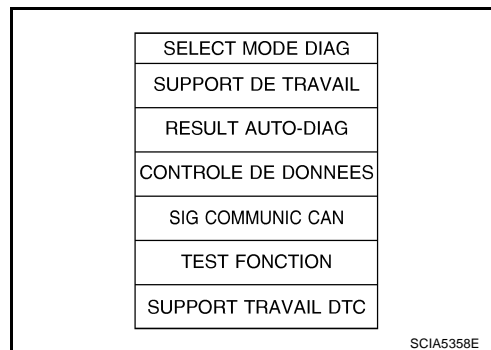 SELECT MODE DIAG
SUPPORT DE TRAVAIL
RESULT AUTO-DIAG
CONTROLE DE DONNEES
SIG COMMUNIC CAN
TEST FONCTION
SUPPORT TRAVAIL DTC
SCIA5358E